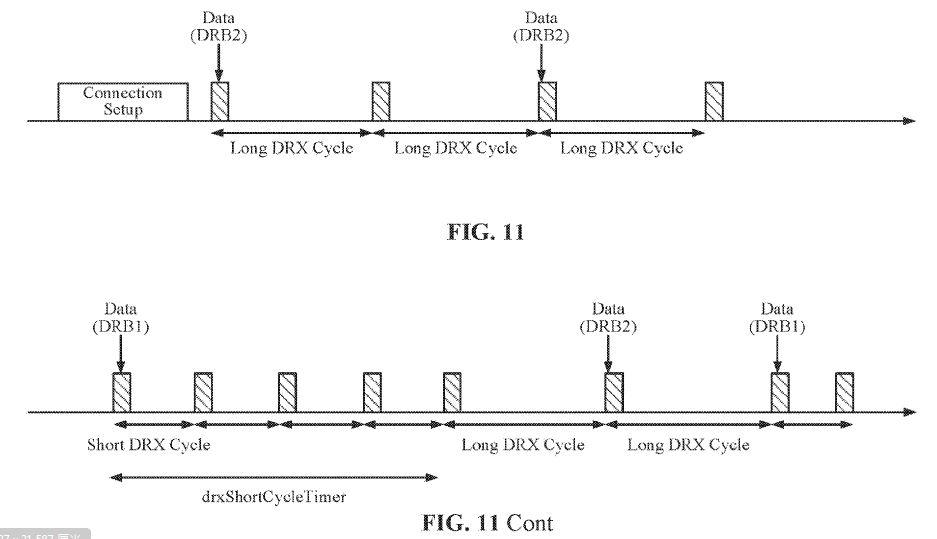 Data
(DRB2)
Data
(DRB2)
Connection
Setup
Long DRX Cycle
Long DRX Cycle
Long DRX Cycle
FIG. 11
Data
(DRB1)
Data
(DRB2)
Data
(DRB1)
Short DRX Cycle
Long DRX Cycle
Long DRX Cycle
drxShortCycleTimer
FIG. 11 Cont